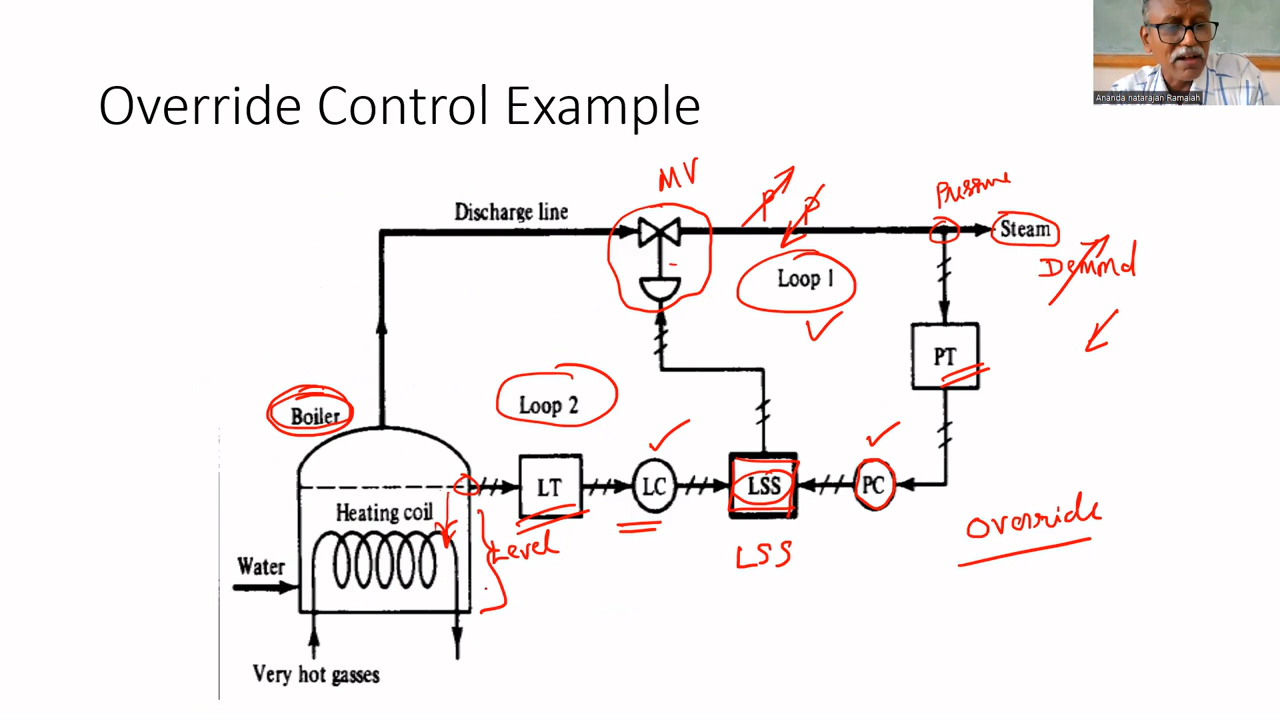 Ananda natarajan Ramaiah
Override Control Example
MV
Pressure
Discharge line
P P
Steam
Demand
Loop 1
PT
Loop 2
Boiler
LT
LC
LSS
PC
Heating coil
Override
Level
LSS
Water
Very hot gasses